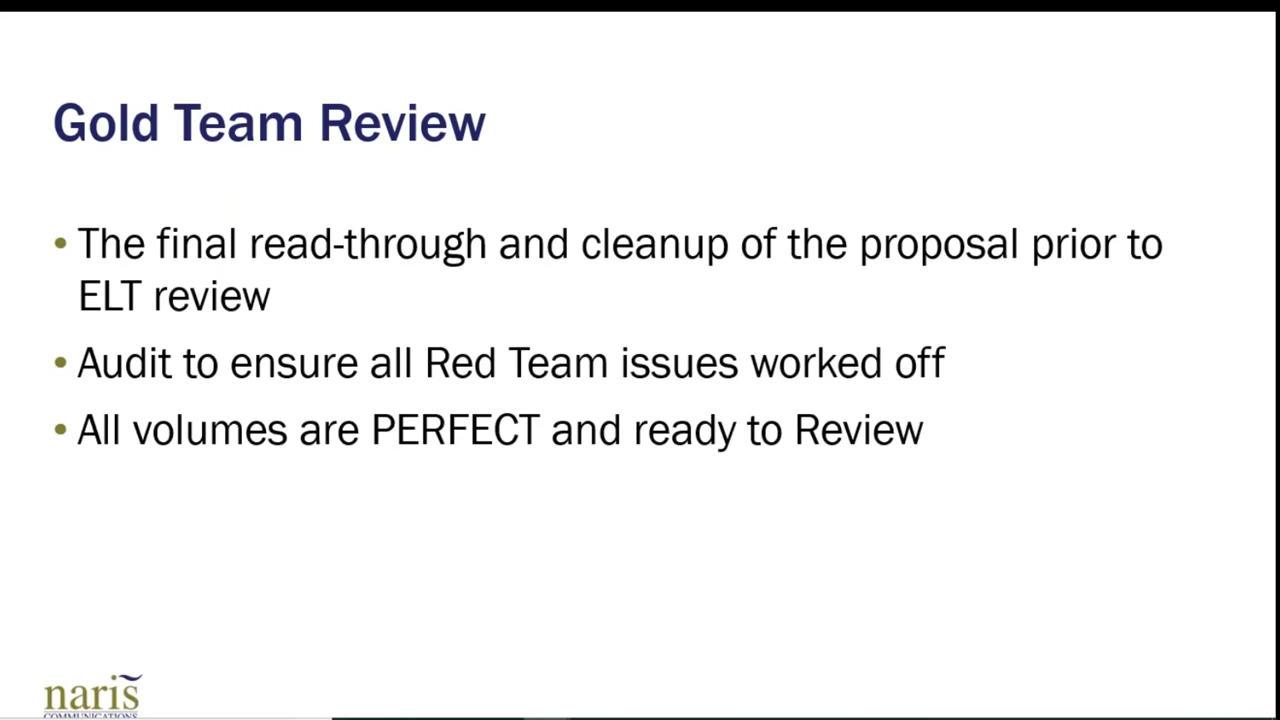 Gold Team Review
• The final read-through and cleanup of the proposal prior to
ELT review
• Audit to ensure all Red Team issues worked off
• All volumes are PERFECT and ready to Review
naris
COMMUNICATIONS